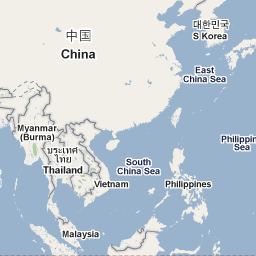 대한민국
S Korea
中国
China
East
China Sea
Myanmar
(Burma)
ประเทศ
ไทย
Thailand
Philippin
Sea
South
China Sea
Vietnam
Philippines
Malaysia